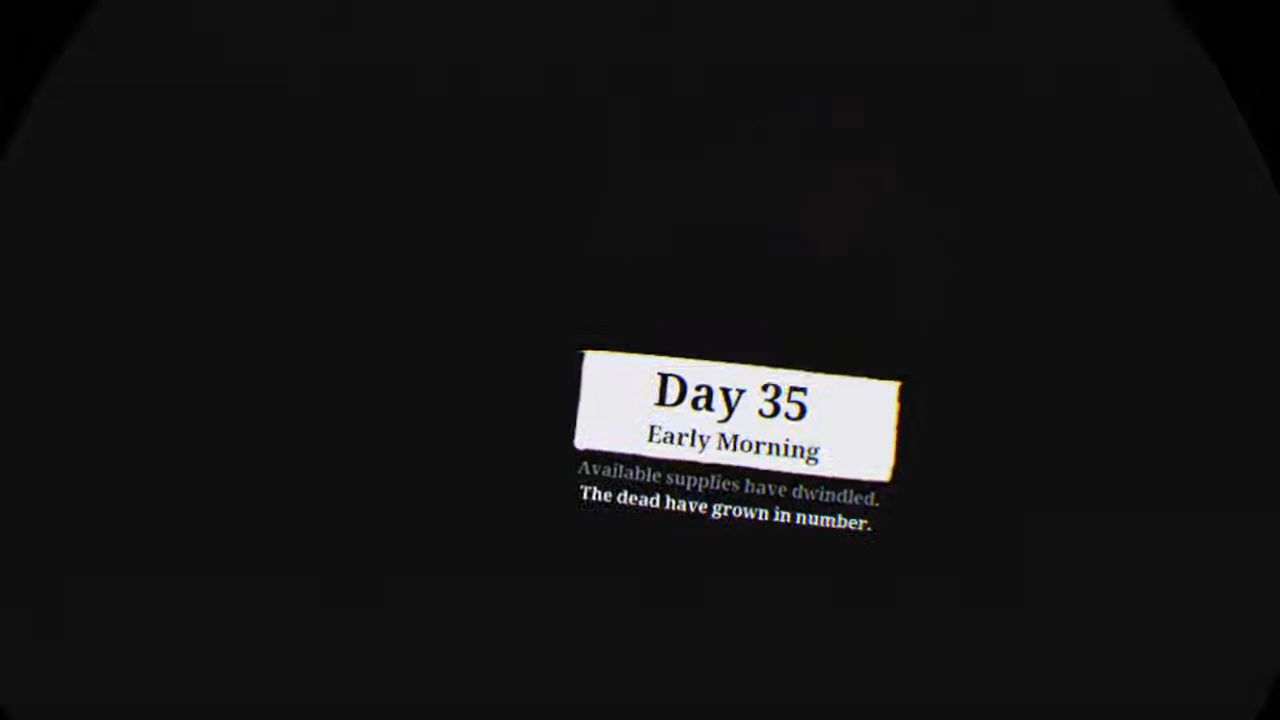 Day 35
Early Morning
Available supplies have dwindled.
The dead have grown in number.